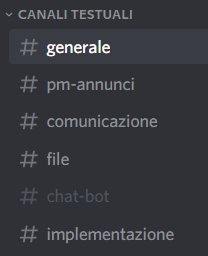 CANALI TESTUALI
# generale
# pm-annunci
# comunicazione
# file
# chat-bot
# implementazione